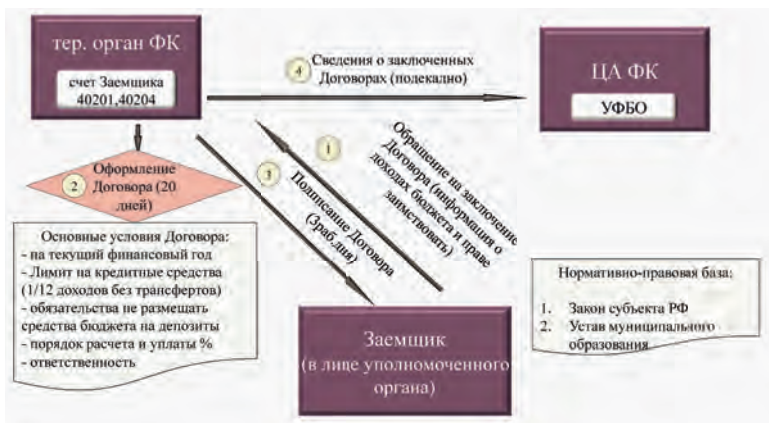 тер. орган ФК
счет Заемщика
40201,40204
4
Сведения о заключенных
Договорах (подекадно)
ЦА ФК
УФБО
1
Обращение на заключение
Договора (информация о
доходах бюджета и праве
заимствовать)
3
Подписание Договора
(3раб.дня)
2
Оформление
Договора (20
дней)
Основные условия Договора:
- на текущий финансовый год
- Лимит на кредитные средства
(1/12 доходов без трансфертов)
- обязательства не размещать
средства бюджета на депозиты
- порядок расчета и уплаты %
- ответственность
Заемщик
(в лице уполномоченного
органа)
Нормативно-правовая база:
1. Закон субъекта РФ
2. Устав муниципального
образования